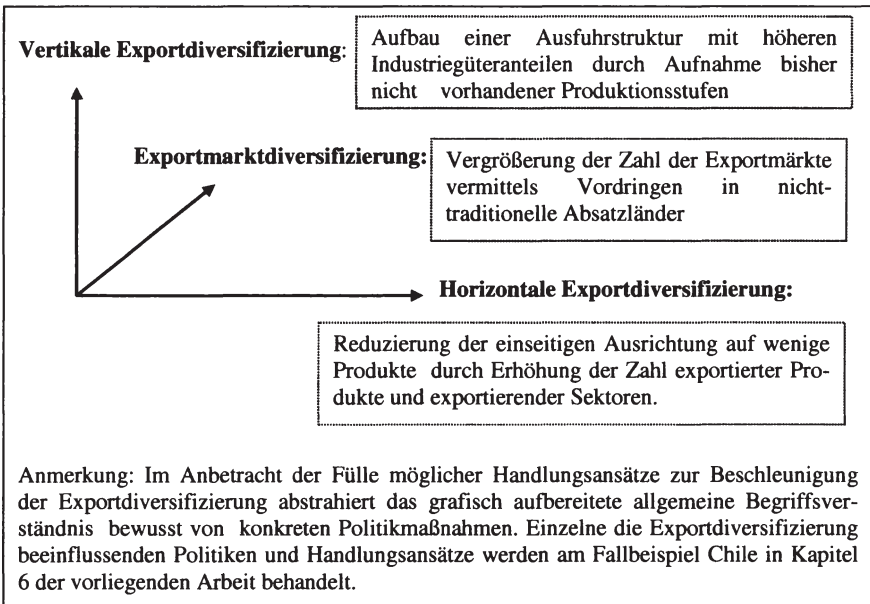 Vertikale Exportdiversifizierung:
Aufbau einer Ausfuhrstruktur mit höheren
Industriegüteranteilen durch Aufnahme bisher
nicht vorhandener Produktionsstufen
Exportmarktdiversifizierung:
Vergrößerung der Zahl der Exportmärkte
vermittels Vordringen in nicht-
traditionelle Absatzländer
Horizontale Exportdiversifizierung:
Reduzierung der einseitigen Ausrichtung auf wenige
Produkte durch Erhöhung der Zahl exportierter Pro-
dukte und exportierender Sektoren.
Anmerkung: Im Anbetracht der Fülle möglicher Handlungsansätze zur Beschleunigung
der Exportdiversifizierung abstrahiert das grafisch aufbereitete allgemeine Begriffsver-
ständnis bewusst von konkreten Politikmaßnahmen. Einzelne die Exportdiversifizierung
beeinflussenden Politiken und Handlungsansätze werden am Fallbeispiel Chile in Kapitel
6 der vorliegenden Arbeit behandelt.